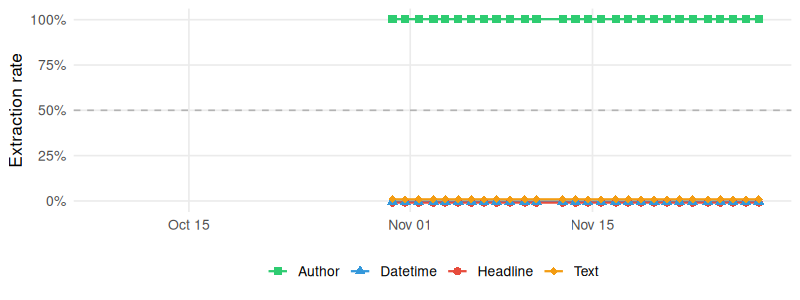 Extraction rate
100%
75%
50%
25%
0%
Oct 15 Nov 01 Nov 15
Author Datetime Headline Text